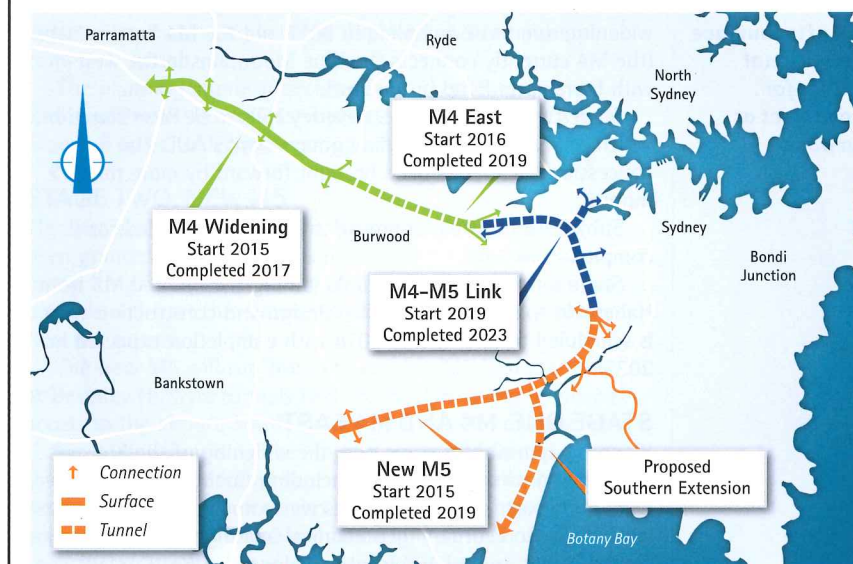 Parramatta
Ryde
North
Sydney
M4 East
Start 2016
Completed 2019
M4 Widening
Start 2015
Completed 2017
Burwood
Sydney
Bondi
Junction
M4–M5 Link
Start 2019
Completed 2023
Bankstown
New M5
Start 2015
Completed 2019
Proposed
Southern Extension
Botany Bay
Connection
Surface
Tunnel